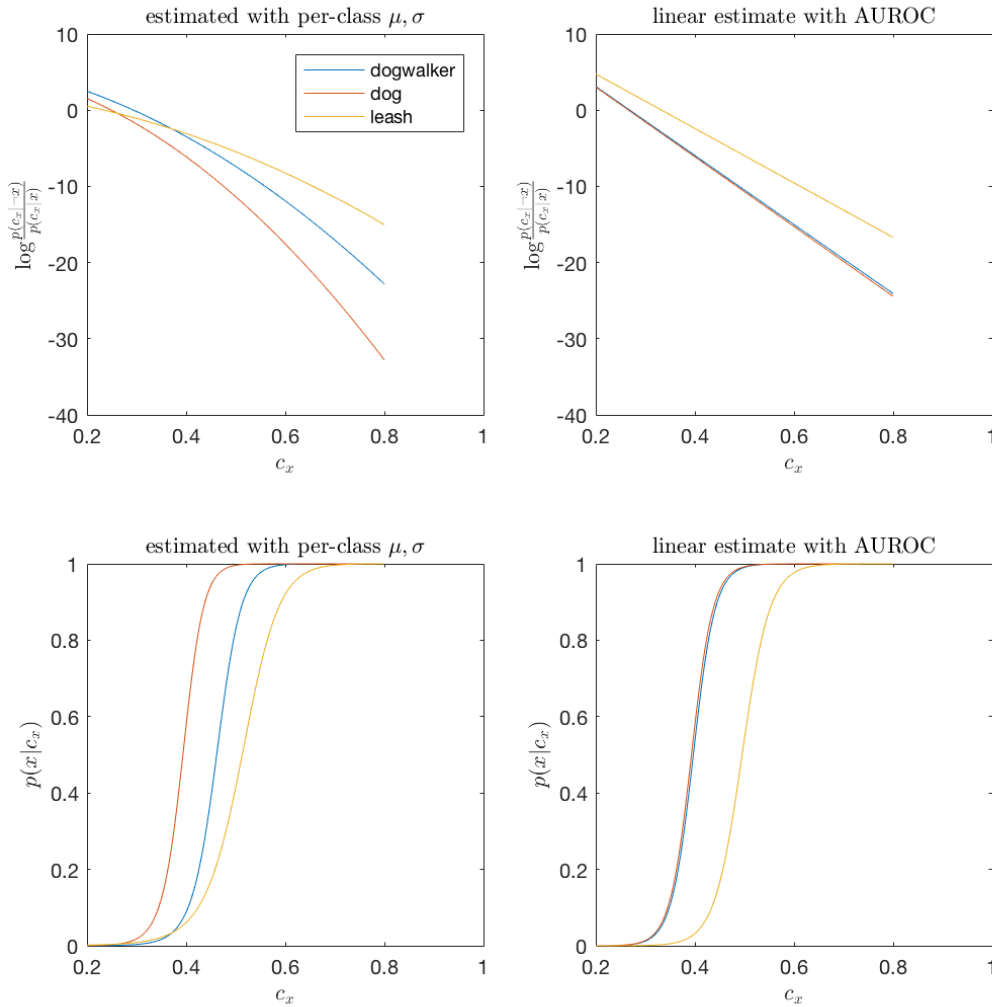 estimated with per-class μ, σ
10
0
-10
-20
-30
-40
0.2 0.4 0.6 0.8 1
log p(c_x|¬x)/p(c_x|x)
c_x
dogwalker
dog
leash
linear estimate with AUROC
10
0
-10
-20
-30
-40
0.2 0.4 0.6 0.8 1
log p(c_x|¬x)/p(c_x|x)
c_x
estimated with per-class μ, σ
1
0.8
0.6
0.4
0.2
0
0.2 0.4 0.6 0.8 1
p(x|c_x)
c_x
linear estimate with AUROC
1
0.8
0.6
0.4
0.2
0
0.2 0.4 0.6 0.8 1
p(x|c_x)
c_x